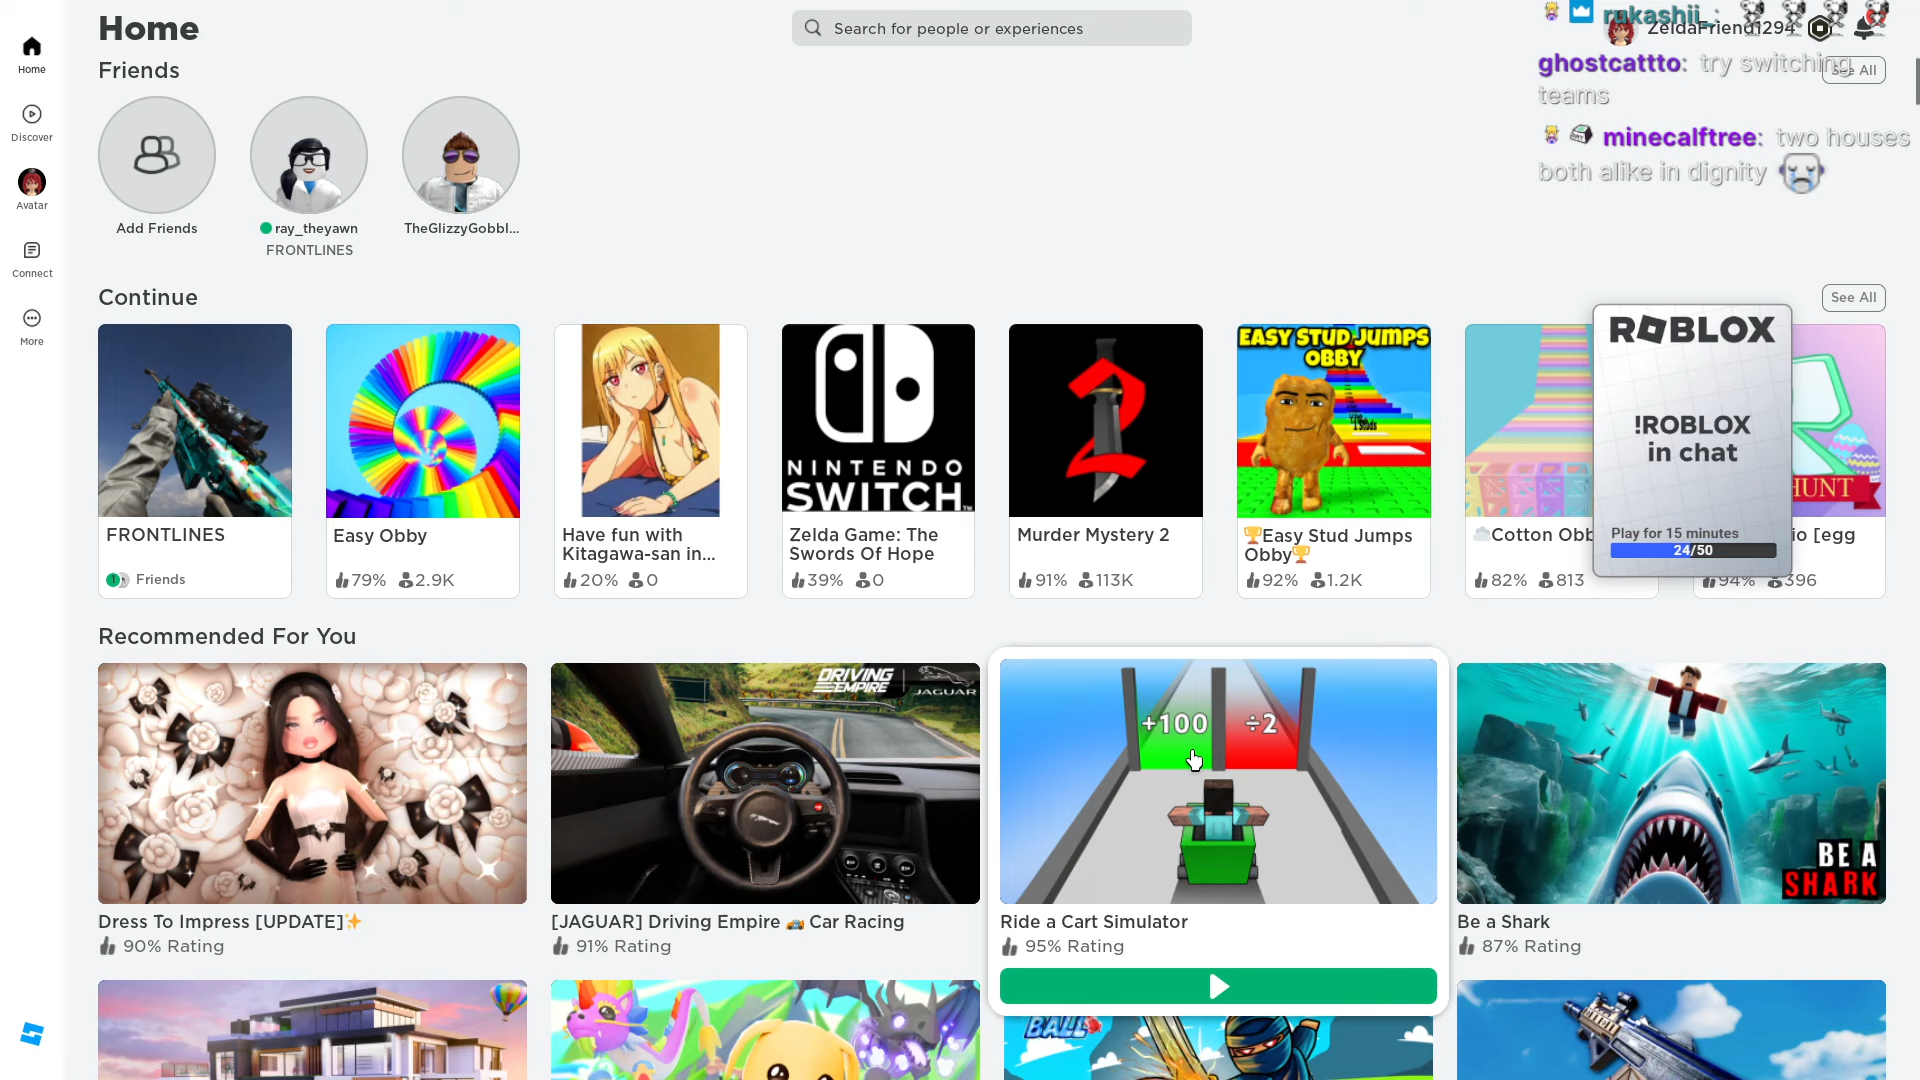 Home
Search for people or experiences
rukashii_:
ZeldaFriend1294
Home
Friends
See All
ghostcattto: try switching
teams
minecalftree: two houses
both alike in dignity
Discover
Avatar
Connect
More
Add Friends
ray_theyawn
FRONTLINES
TheGlizzyGobbl...
Continue
See All
NINTENDO
SWITCH
2
EASY STUD JUMPS
OBBY
HUNT
ROBLOX
!ROBLOX
in chat
Play for 15 minutes
24/50
FRONTLINES
Friends
Easy Obby
79% 2.9K
Have fun with
Kitagawa-san in...
20% 0
Zelda Game: The
Swords Of Hope
39% 0
Murder Mystery 2
91% 113K
🏆Easy Stud Jumps
Obby🏆
92% 1.2K
Cotton Obb
82% 813
io [egg
94% 396
Recommended For You
DRIVING
EMPIRE
JAGUAR
+100
÷2
BE A
SHARK
Dress To Impress [UPDATE]✨
90% Rating
[JAGUAR] Driving Empire 🚗 Car Racing
91% Rating
Ride a Cart Simulator
95% Rating
Be a Shark
87% Rating
BALL